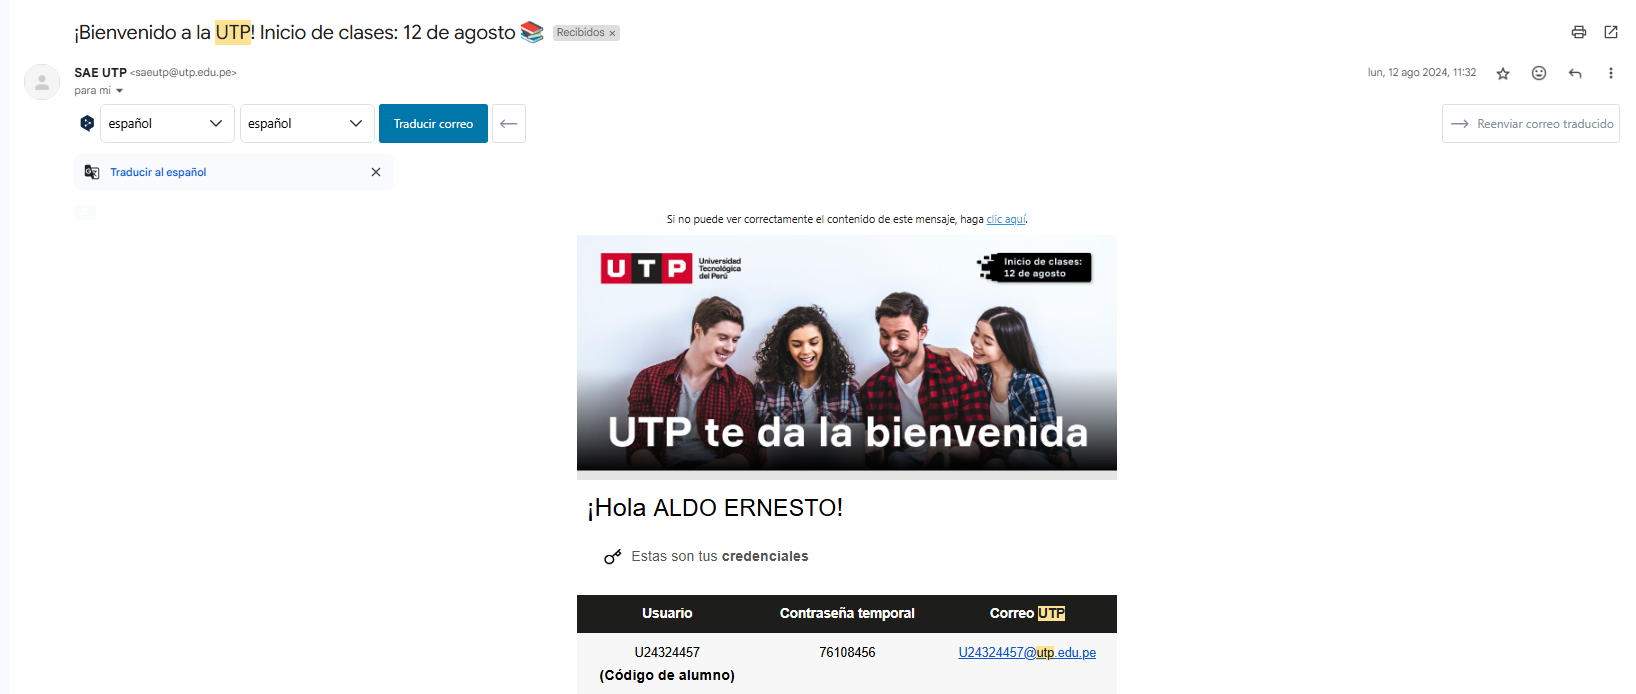 ¡Bienvenido a la UTP! Inicio de clases: 12 de agosto 📚 Recibidos ×
SAE UTP <saeutp@utp.edu.pe>
lun, 12 ago 2024, 11:32
para mí
español español Traducir correo
Reenviar correo traducido
Traducir al español
Si no puede ver correctamente el contenido de este mensaje, haga clic aquí.
UTP Universidad
Tecnológica
del Perú
Inicio de clases:
12 de agosto
UTP te da la bienvenida
¡Hola ALDO ERNESTO!
Estas son tus credenciales
Usuario Contraseña temporal Correo UTP
U24324457 76108456 U24324457@utp.edu.pe
(Código de alumno)